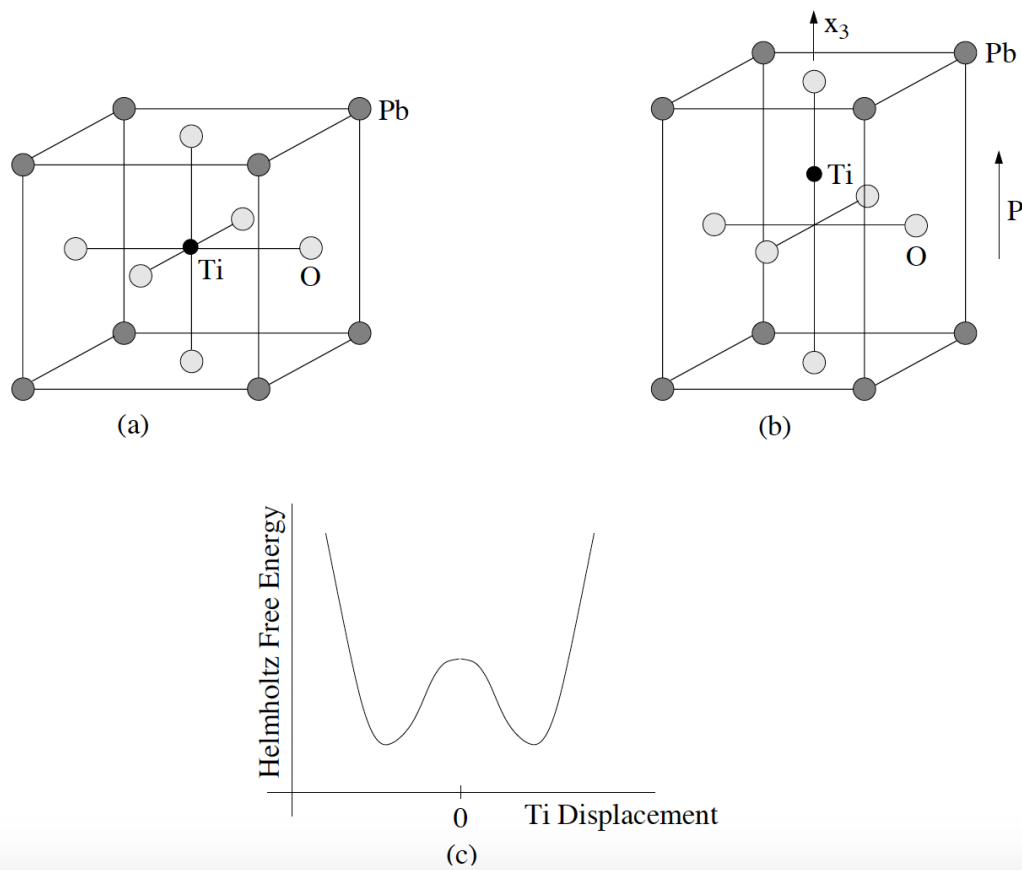 Pb
Ti
O
(a)
x3
Pb
Ti
P
O
(b)
Helmholtz Free Energy
0
Ti Displacement
(c)